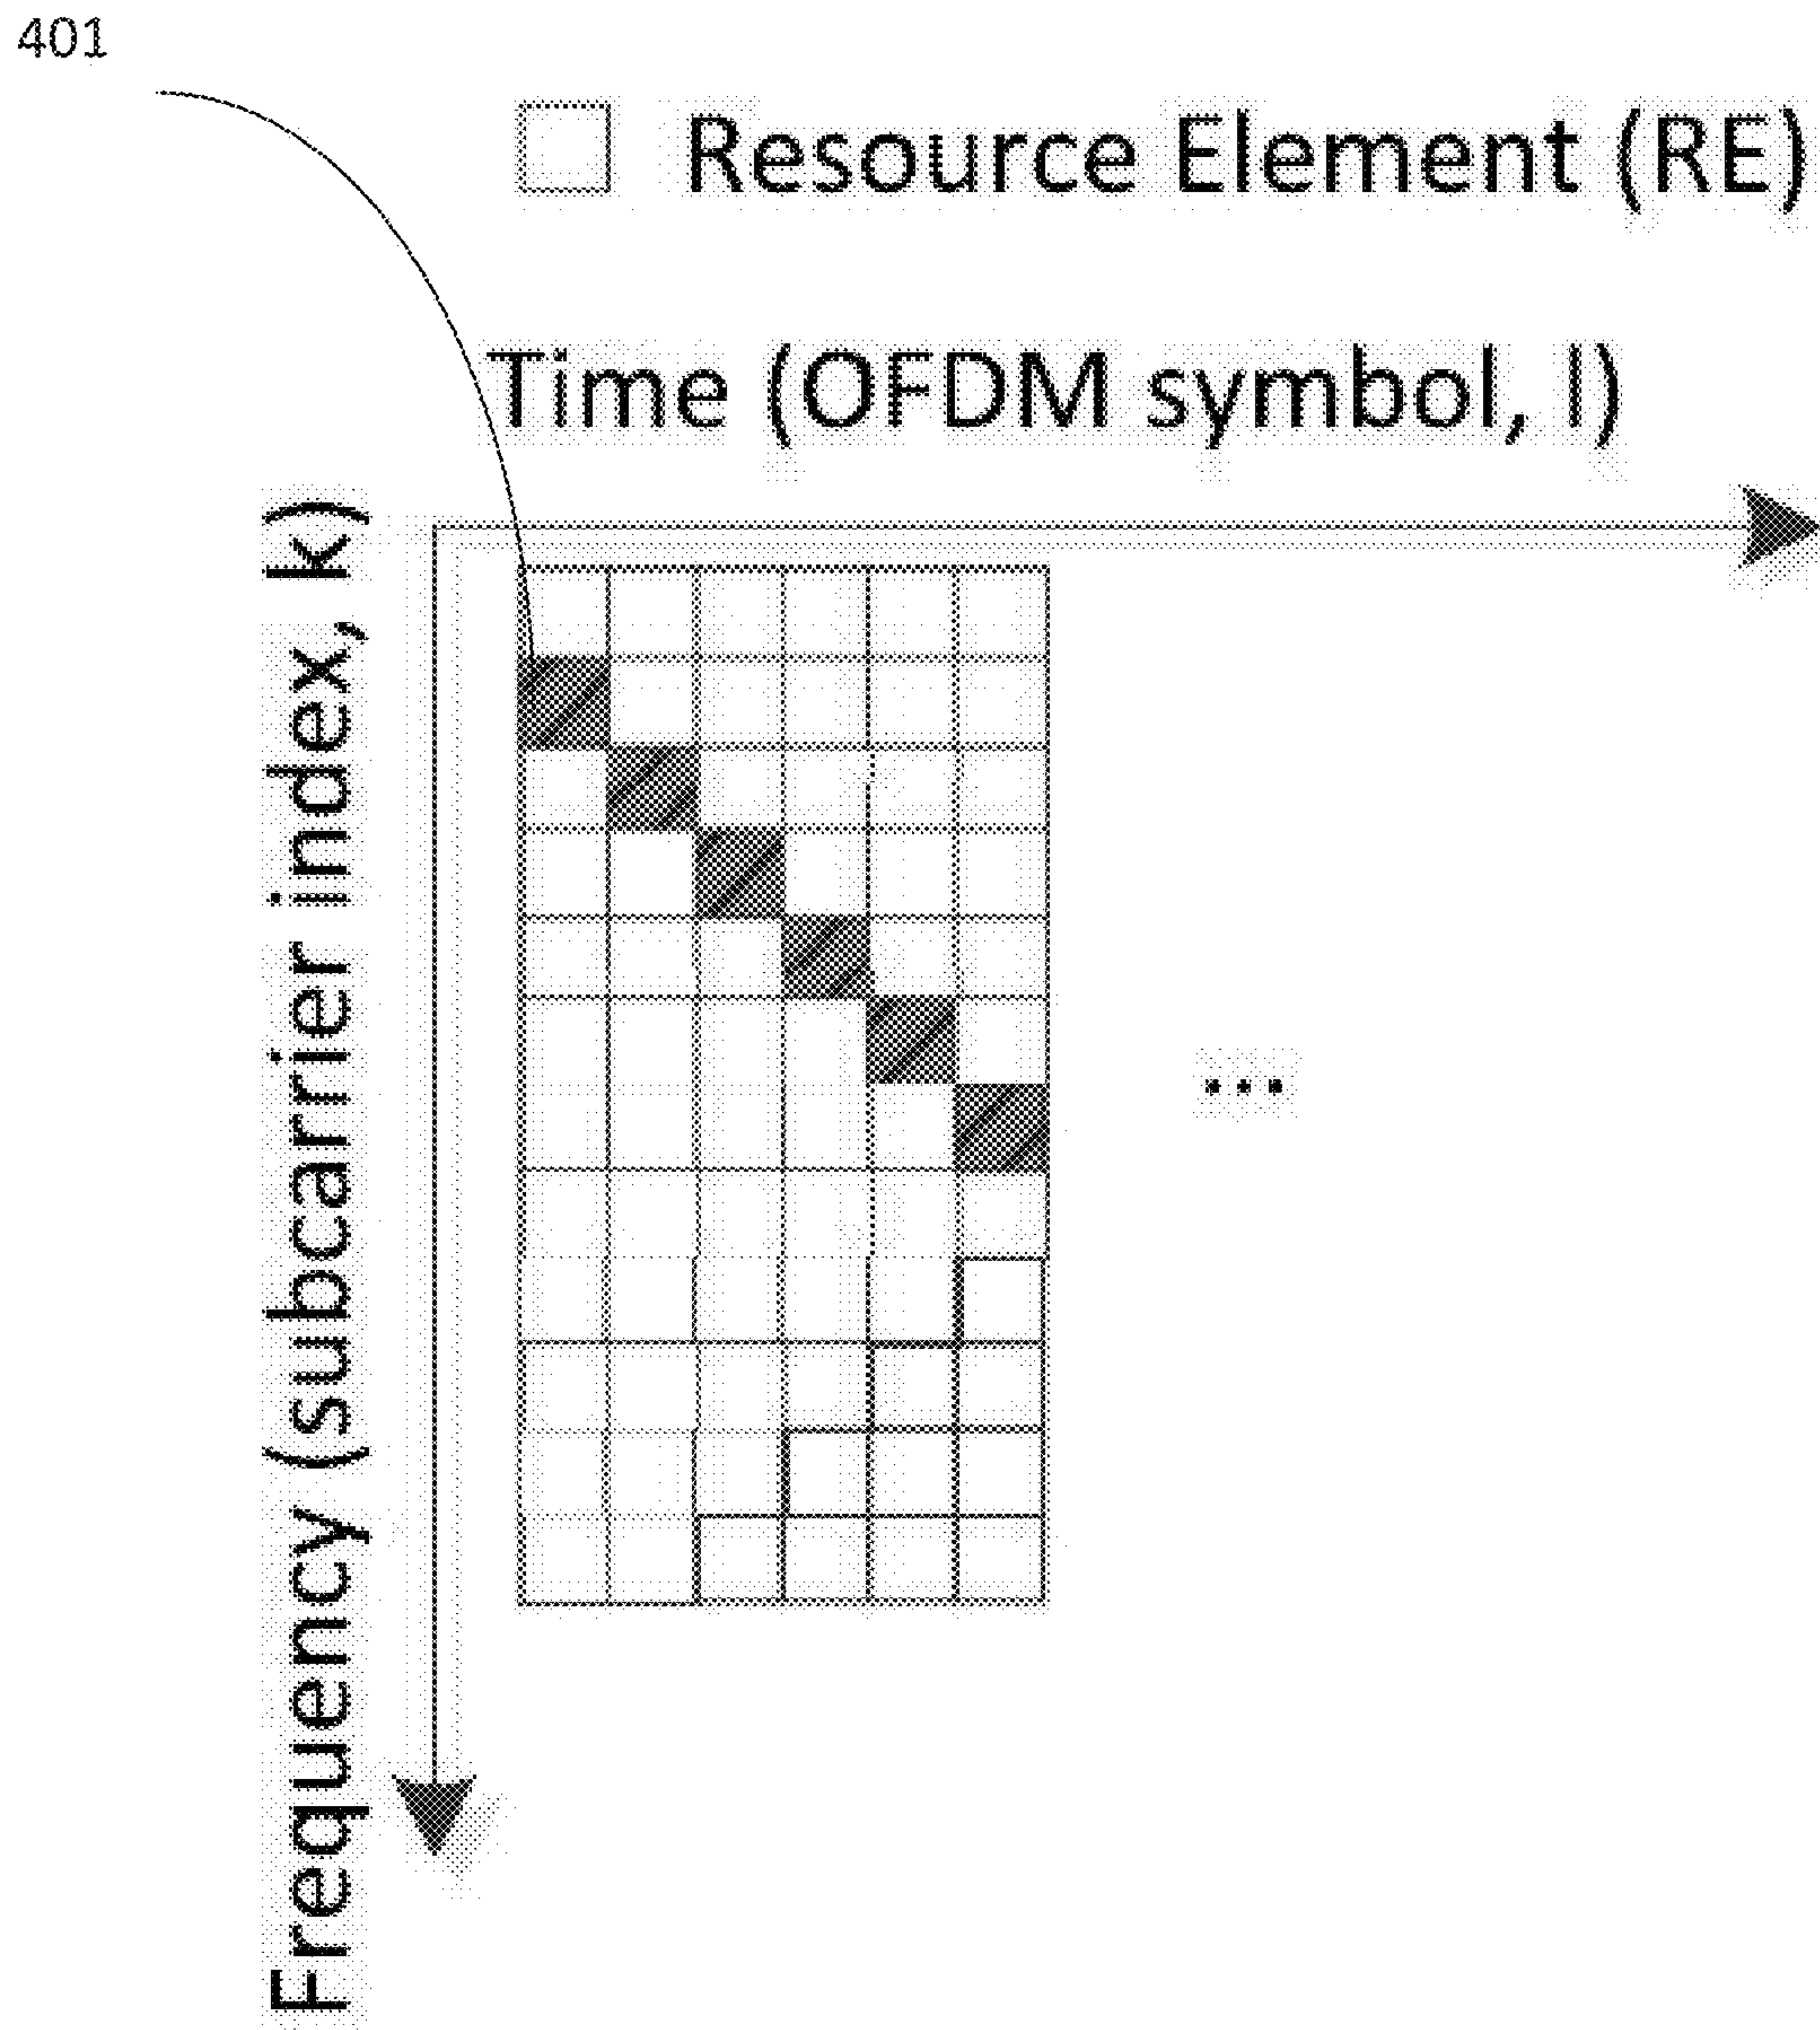 401
Resource Element (RE)
Time (OFDM symbol, l)
Frequency (subcarrier index, k)
...